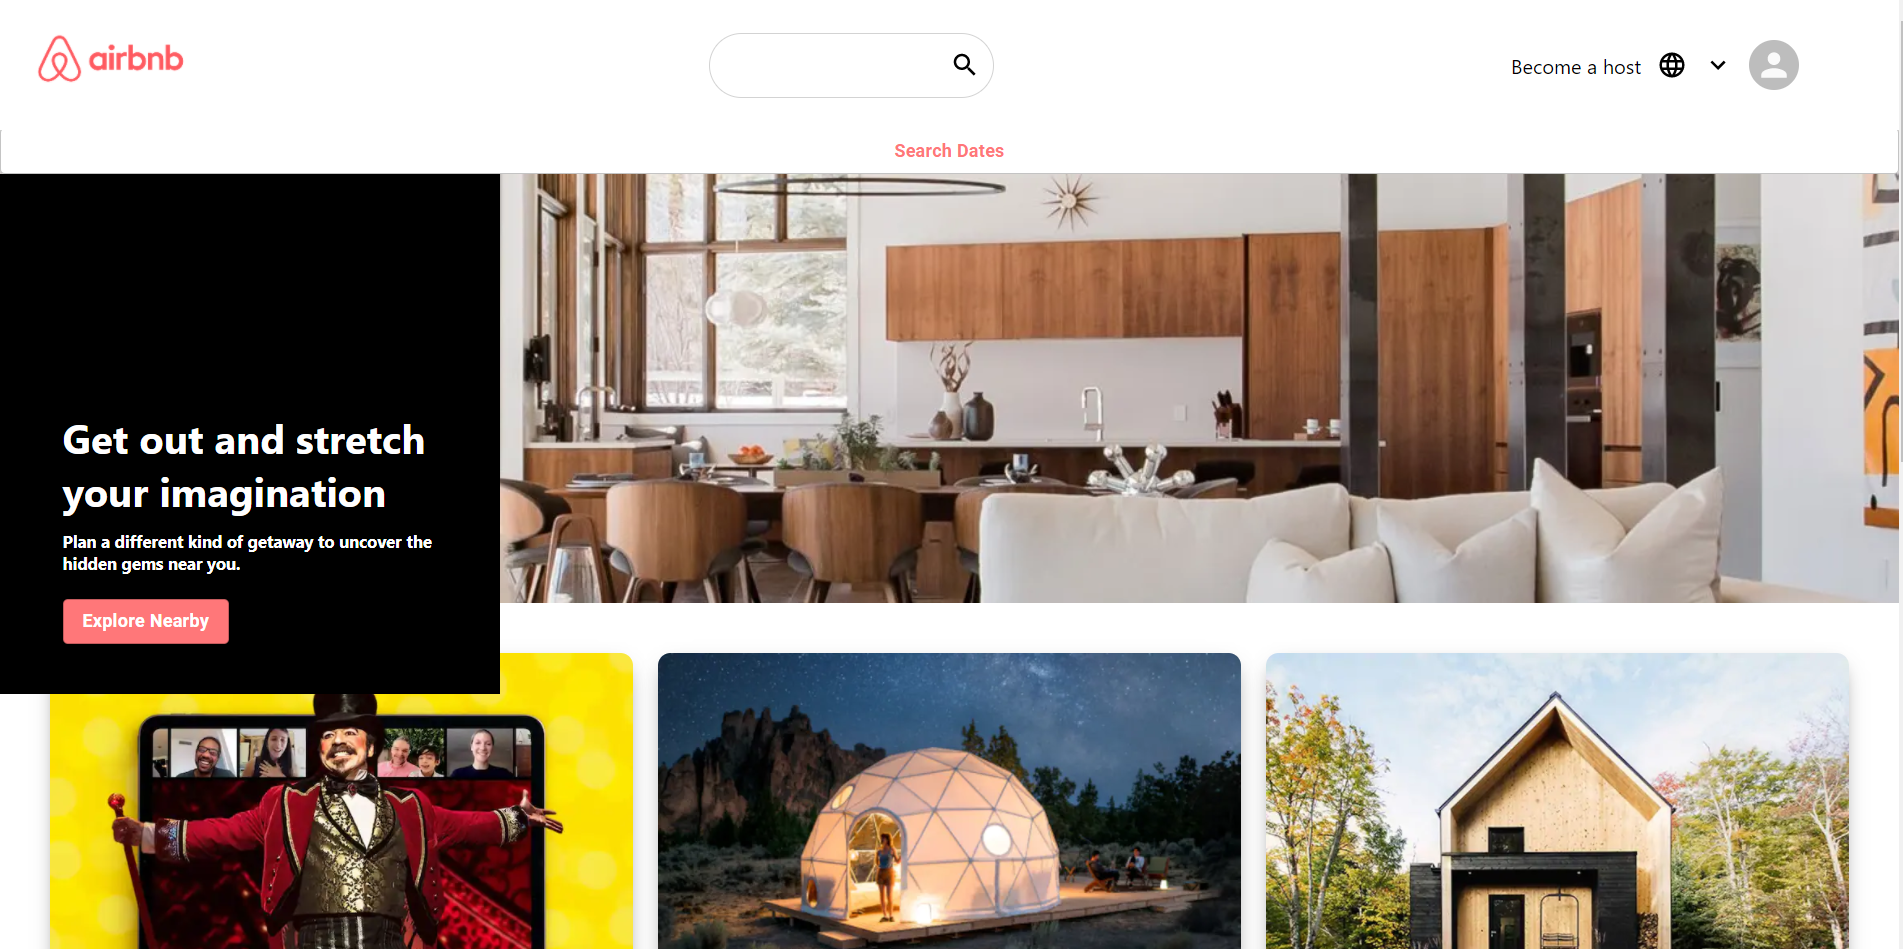 airbnb
Become a host
Search Dates
Get out and stretch
your imagination
Plan a different kind of getaway to uncover the
hidden gems near you.
Explore Nearby